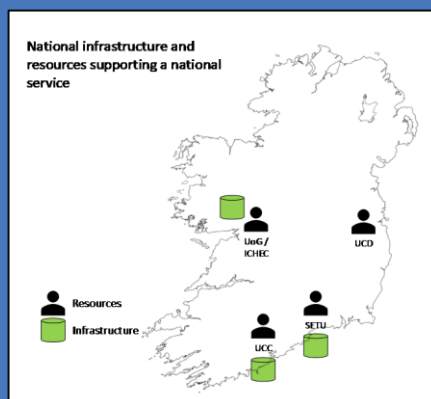 National infrastructure and
resources supporting a national
service
UoG /
ICHEC
UCD
Resources
Infrastructure
SETU
UCC